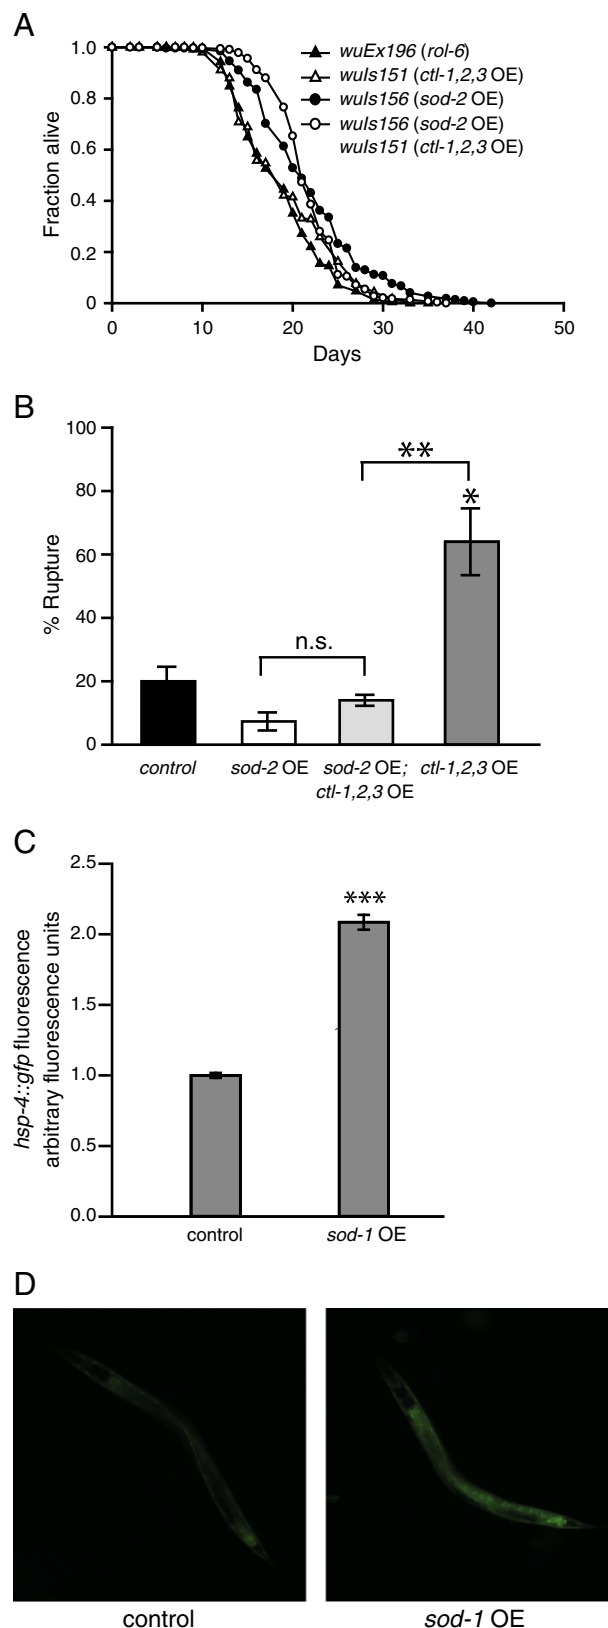 A
1.0
0.8
0.6
0.4
0.2
0
Fraction alive
0 10 20 30 40 50
Days
wuEx196 (rol-6)
wuIs151 (ctl-1,2,3 OE)
wuIs156 (sod-2 OE)
wuIs156 (sod-2 OE)
wuIs151 (ctl-1,2,3 OE)
B
100
80
60
40
20
0
% Rupture
n.s.
**
*
control sod-2 OE sod-2 OE; ctl-1,2,3 OE
ctl-1,2,3 OE
C
2.5
2.0
1.5
1.0
0.5
0.0
hsp-4::gfp fluorescence
arbitrary fluorescence units
***
control sod-1 OE
D
control sod-1 OE